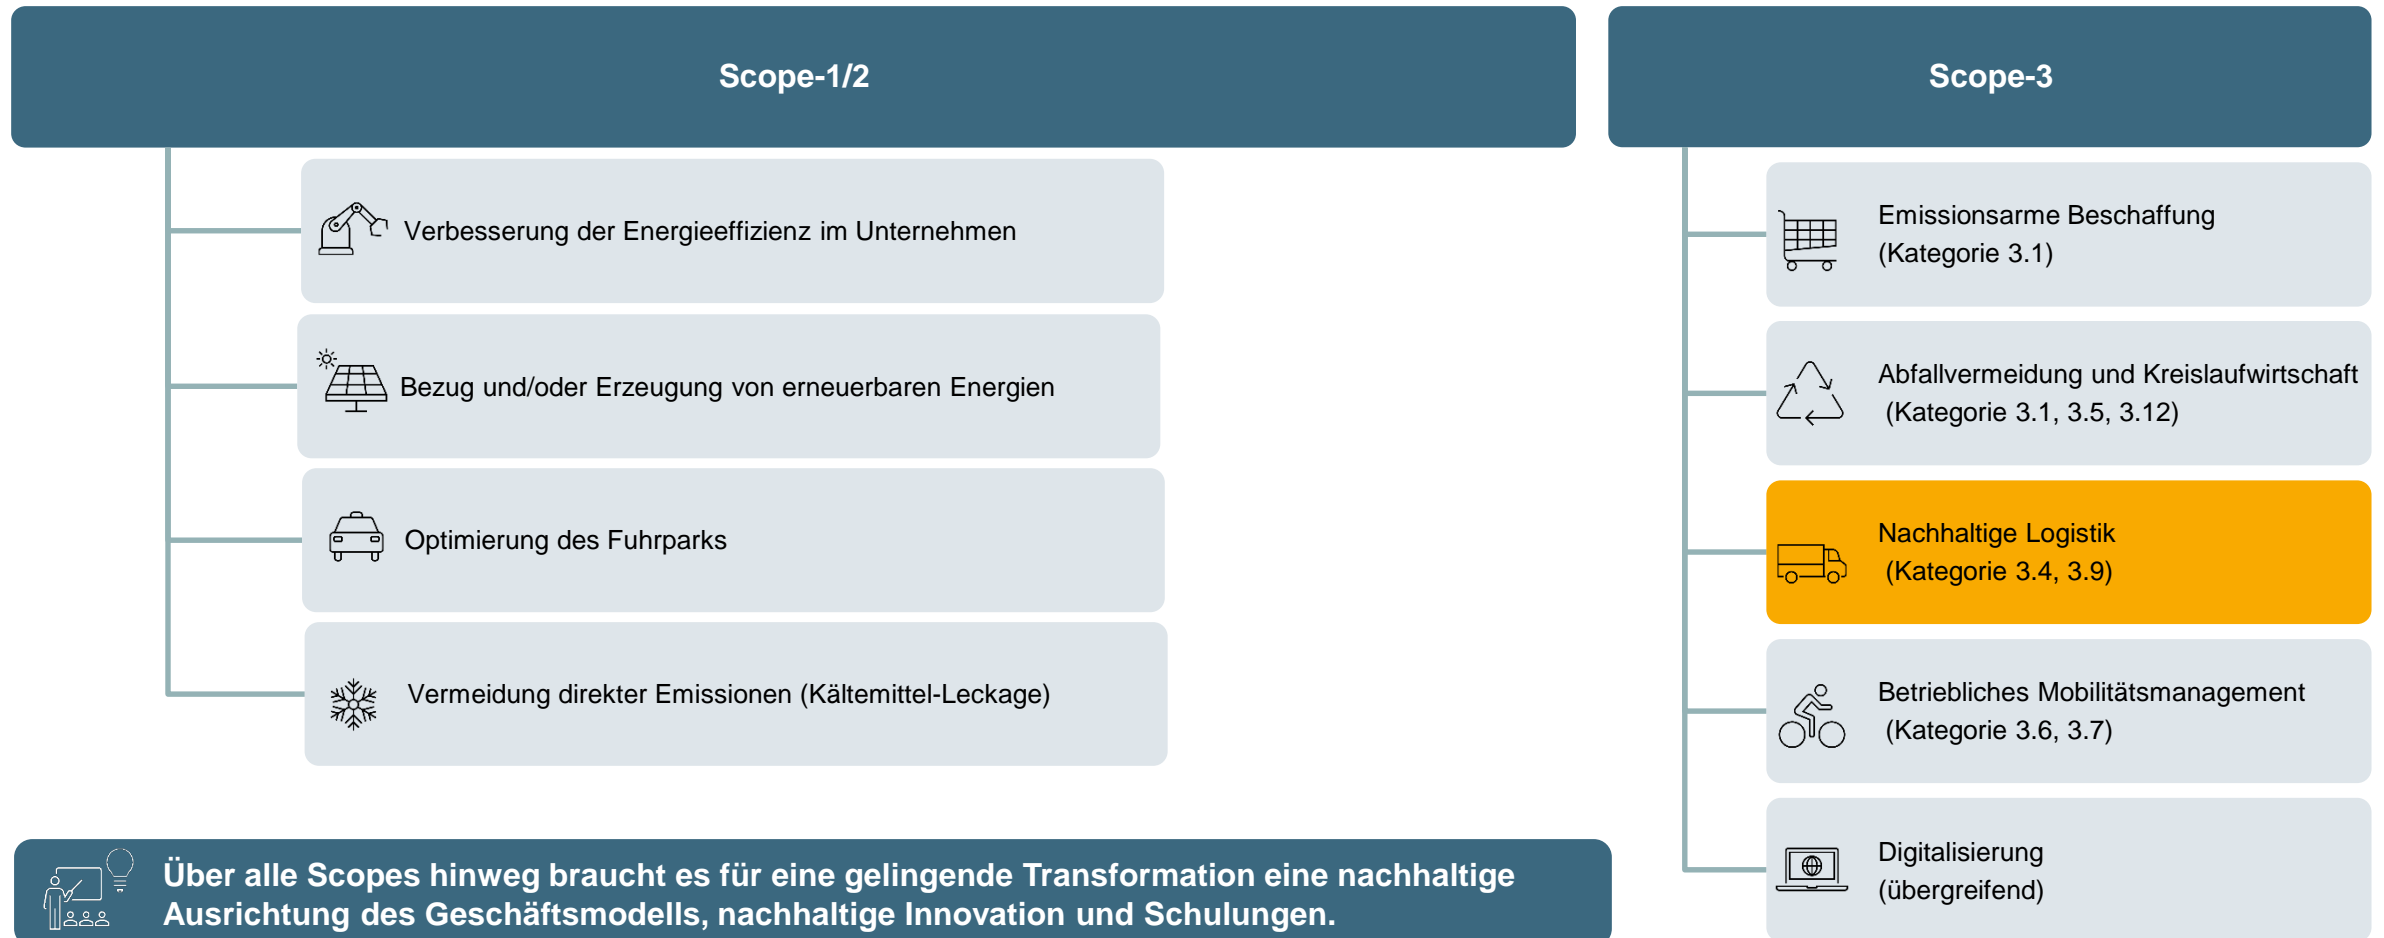 Scope-1/2
Verbesserung der Energieeffizienz im Unternehmen
Bezug und/oder Erzeugung von erneuerbaren Energien
Optimierung des Fuhrparks
Vermeidung direkter Emissionen (Kältemittel-Leckage)
Scope-3
Emissionsarme Beschaffung
(Kategorie 3.1)
Abfallvermeidung und Kreislaufwirtschaft
(Kategorie 3.1, 3.5, 3.12)
Nachhaltige Logistik
(Kategorie 3.4, 3.9)
Betriebliches Mobilitätsmanagement
(Kategorie 3.6, 3.7)
Digitalisierung
(übergreifend)
Über alle Scopes hinweg braucht es für eine gelingende Transformation eine nachhaltige
Ausrichtung des Geschäftsmodells, nachhaltige Innovation und Schulungen.